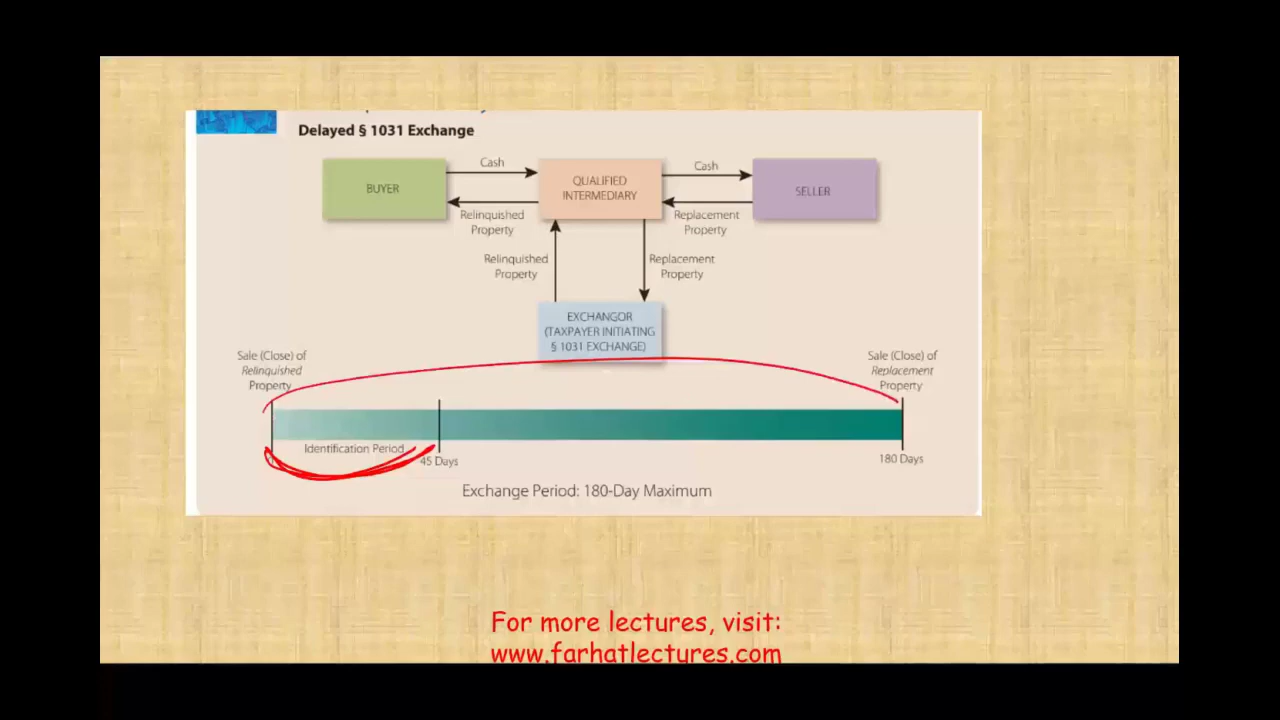 Delayed § 1031 Exchange
Cash
Cash
BUYER
QUALIFIED
INTERMEDIARY
SELLER
Relinquished
Property
Replacement
Property
Relinquished
Property
Replacement
Property
EXCHANGOR
(TAXPAYER INITIATING
§ 1031 EXCHANGE)
Sale (Close) of
Relinquished
Property
Sale (Close) of
Replacement
Property
Identification Period
45 Days
180 Days
Exchange Period: 180-Day Maximum
For more lectures, visit:
www.farhatlectures.com